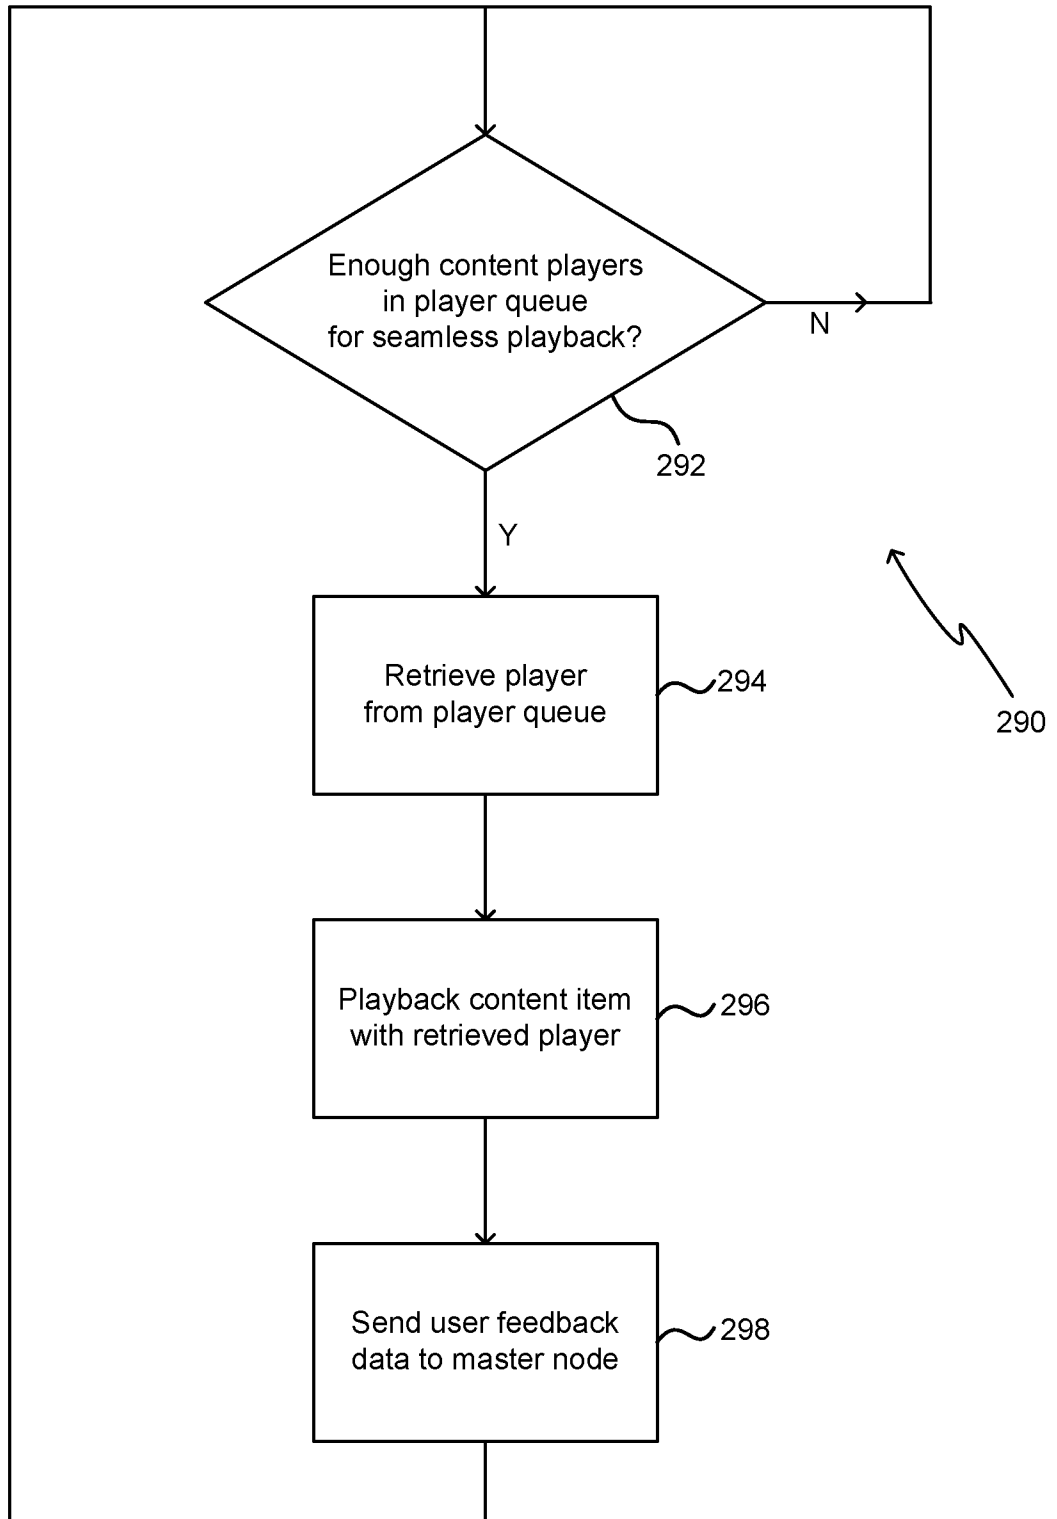 Enough content players
in player queue
for seamless playback?
N
292
Y
Retrieve player
from player queue
294
290
Playback content item
with retrieved player
296
Send user feedback
data to master node
298